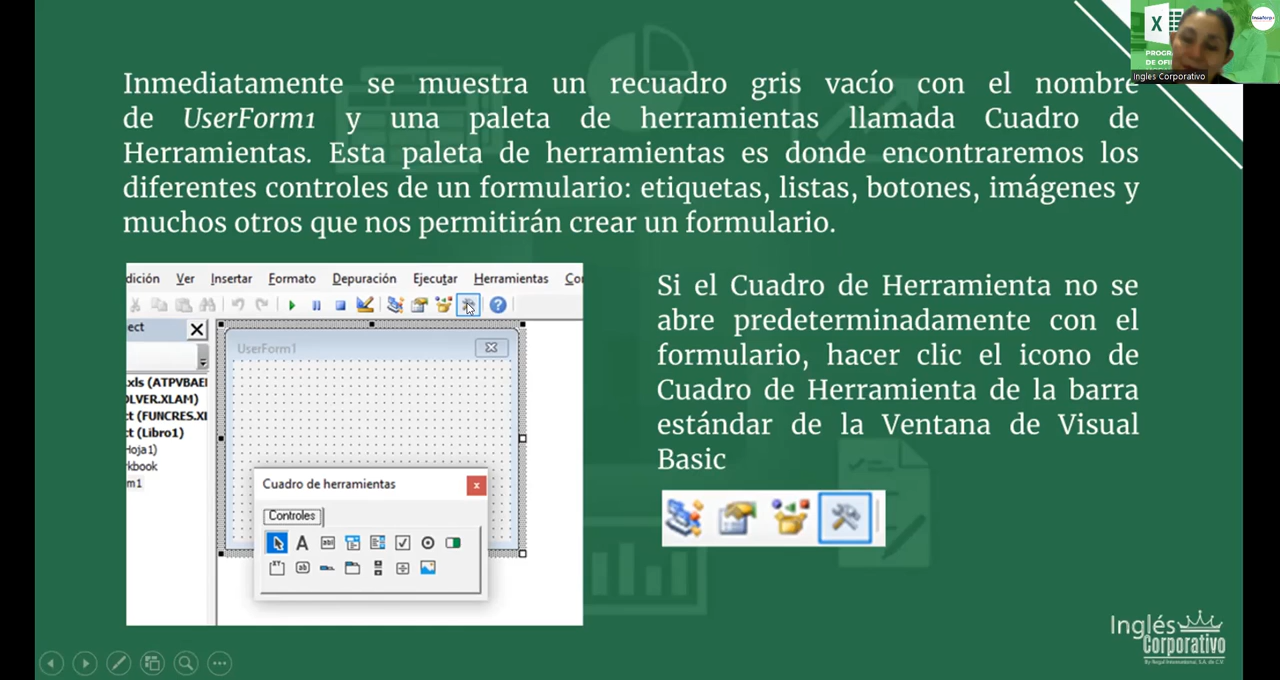 Inmediatamente se muestra un recuadro gris vacío con el nombre
de UserForm1 y una paleta de herramientas llamada Cuadro de
Herramientas. Esta paleta de herramientas es donde encontraremos los
diferentes controles de un formulario: etiquetas, listas, botones, imágenes y
muchos otros que nos permitirán crear un formulario.
Ingles Corporativo
dición Ver Insertar Formato Depuración Ejecutar Herramientas Co
ect
UserForm1
.xls (ATPVBAE
OLVER.XLAM)
ct (FUNCRES.XL
ct (Libro1)
Hoja1)
kbook
m1
Cuadro de herramientas
Controles
Si el Cuadro de Herramienta no se
abre predeterminadamente con el
formulario, hacer clic el icono de
Cuadro de Herramienta de la barra
estándar de la Ventana de Visual
Basic
Inglés
Corporativo